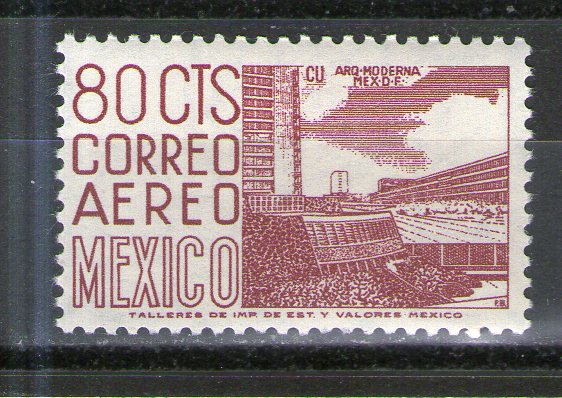 80 CTS
CORREO
AEREO
MEXICO
CU ARQ-MODERNA
MEX-D-F-
TALLERES DE IMP. DE EST. Y VALORES-MEXICO